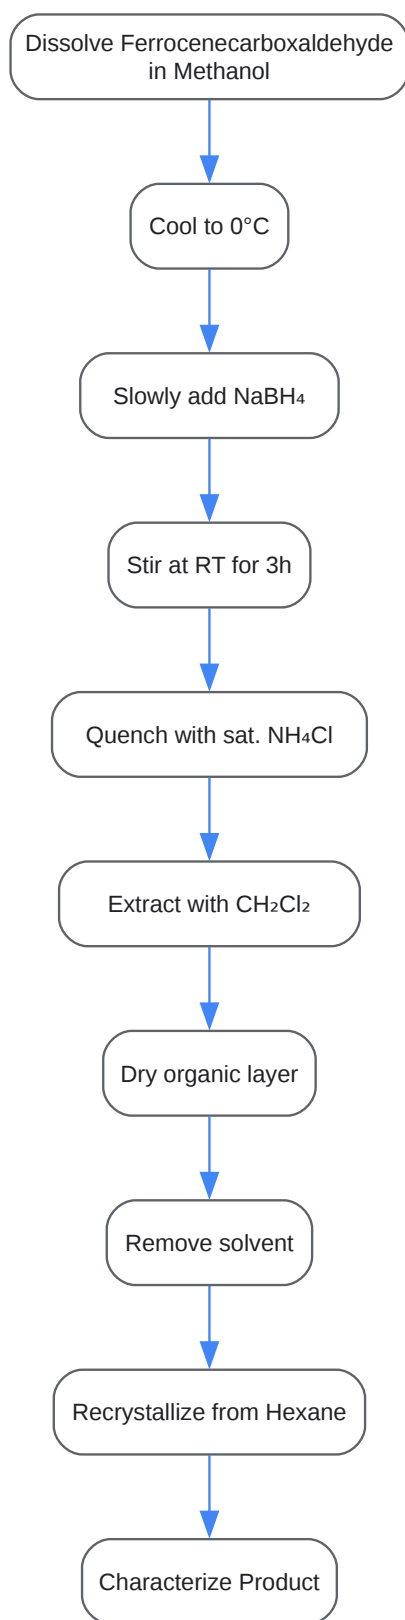 Dissolve Ferrocenecarboxaldehyde
in Methanol
Cool to 0°C
Slowly add NaBH₄
Stir at RT for 3h
Quench with sat. NH₄Cl
Extract with CH₂Cl₂
Dry organic layer
Remove solvent
Recrystallize from Hexane
Characterize Product